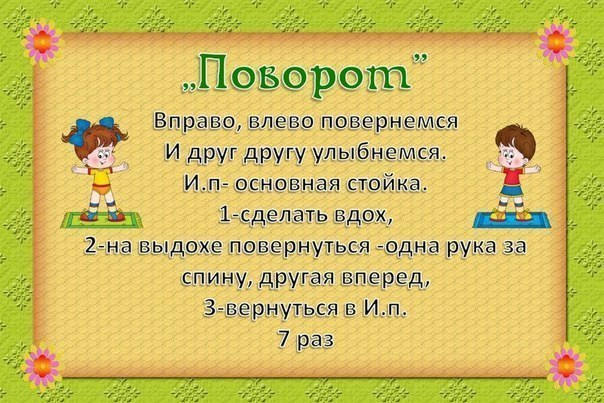 „Поворот”
Вправо, влево повернемся
И друг другу улыбнемся.
И.п- основная стойка.
1-сделать вдох,
2-на выдохе повернуться -одна рука за
спину, другая вперед,
3-вернуться в И.п.
7 раз